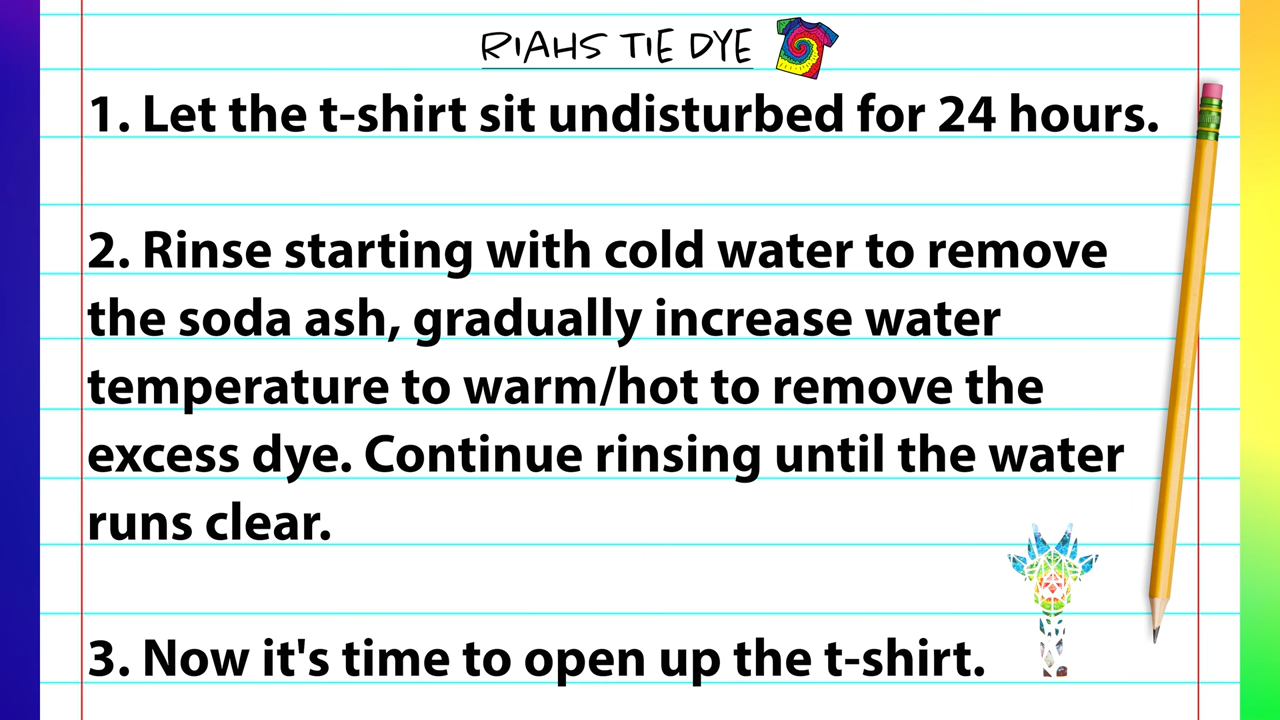 RIAHS TIE DYE
1. Let the t-shirt sit undisturbed for 24 hours.
2. Rinse starting with cold water to remove
the soda ash, gradually increase water
temperature to warm/hot to remove the
excess dye. Continue rinsing until the water
runs clear.
3. Now it's time to open up the t-shirt.